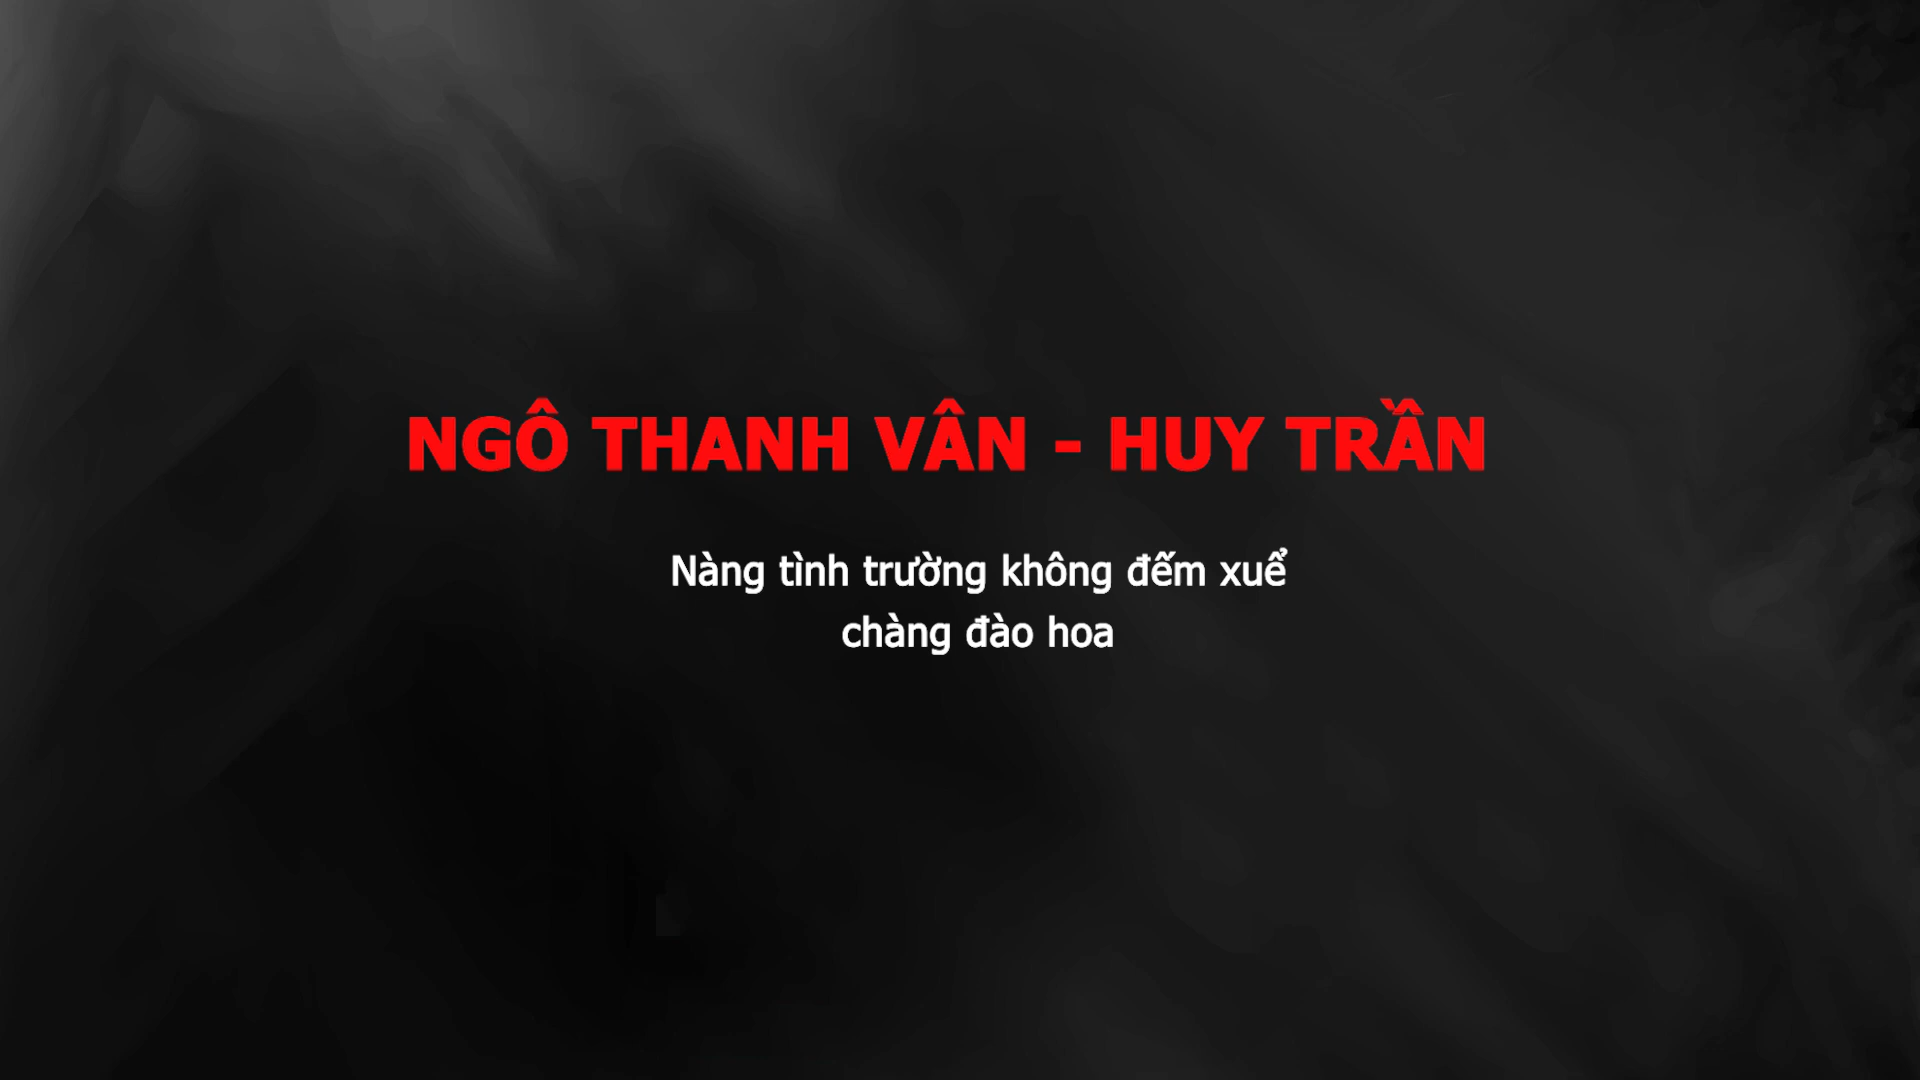 NGÔ THANH VÂN - HUY TRẦN
Nàng tình trường không đếm xuể
chàng đào hoa